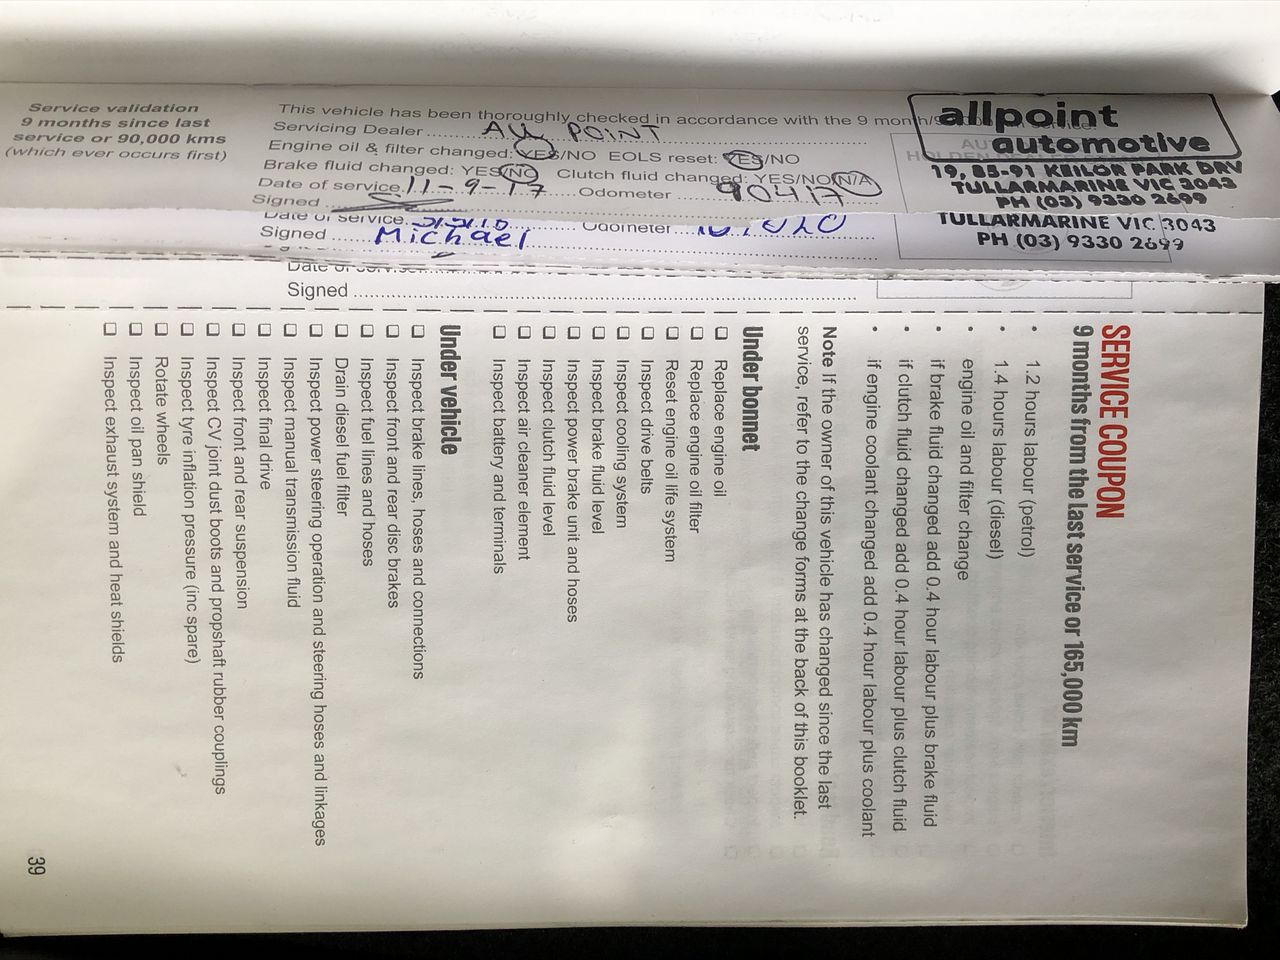 Service validation
9 months since last
service or 90,000 kms
(which ever occurs first)
This vehicle has been thoroughly checked in accordance with the 9 month/9
Servicing Dealer ALL POINT
Engine oil & filter changed: YES/NO EOLS reset: YES/NO
Brake fluid changed: YES/NO Clutch fluid changed: YES/NO N/A
Date of service 11-9-17 Odometer 90417
Signed
allpoint
automotive
19, 85-91 KEILOR PARK DRV
TULLARMARINE VIC 3043
PH (03) 9330 2699
Date of service Odometer
Signed Michael
TULLARMARINE VIC 3043
PH (03) 9330 2699
Signed
SERVICE COUPON
9 months from the last service or 165,000 km
• 1.2 hours labour (petrol)
• 1.4 hours labour (diesel)
• engine oil and filter change
• if brake fluid changed add 0.4 hour labour plus brake fluid
• if clutch fluid changed add 0.4 hour labour plus clutch fluid
• if engine coolant changed add 0.4 hour labour plus coolant
Note If the owner of this vehicle has changed since the last
service, refer to the change forms at the back of this booklet.
Under bonnet
❑ Replace engine oil
❑ Replace engine oil filter
❑ Reset engine oil life system
❑ Inspect drive belts
❑ Inspect cooling system
❑ Inspect brake fluid level
❑ Inspect power brake unit and hoses
❑ Inspect clutch fluid level
❑ Inspect air cleaner element
❑ Inspect battery and terminals
Under vehicle
❑ Inspect brake lines, hoses and connections
❑ Inspect front and rear disc brakes
❑ Inspect fuel lines and hoses
❑ Drain diesel fuel filter
❑ Inspect power steering operation and steering hoses and linkages
❑ Inspect manual transmission fluid
❑ Inspect final drive
❑ Inspect front and rear suspension
❑ Inspect CV joint dust boots and propshaft rubber couplings
❑ Inspect tyre inflation pressure (inc spare)
❑ Rotate wheels
❑ Inspect oil pan shield
❑ Inspect exhaust system and heat shields
39